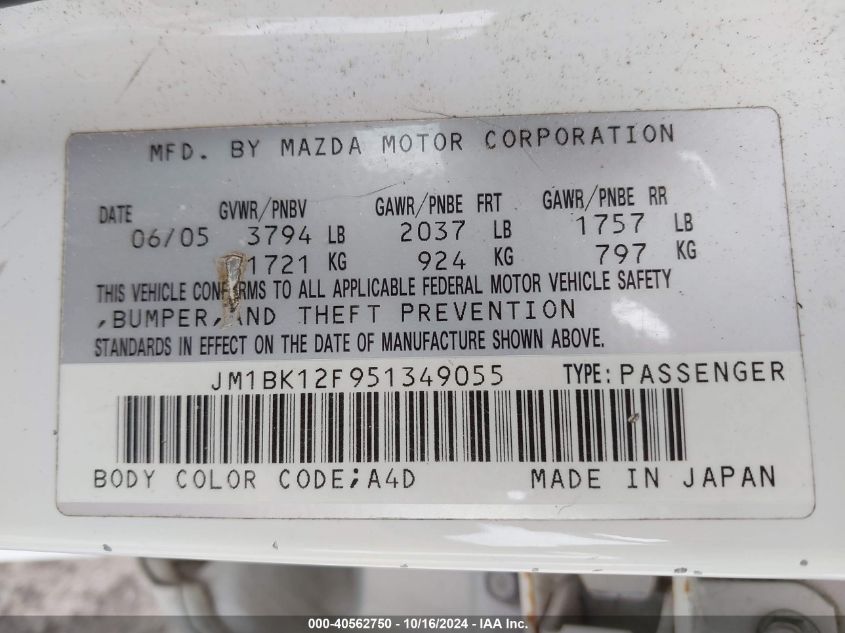 MFD. BY MAZDA MOTOR CORPORATION
DATE GVWR/PNBV GAWR/PNBE FRT GAWR/PNBE RR
06/05 3794 LB 2037 LB 1757 LB
1721 KG 924 KG 797 KG
THIS VEHICLE CONFORMS TO ALL APPLICABLE FEDERAL MOTOR VEHICLE SAFETY
,BUMPER,AND THEFT PREVENTION
STANDARDS IN EFFECT ON THE DATE OF MANUFACTURE SHOWN ABOVE.
JM1BK12F951349055 TYPE: PASSENGER
BODY COLOR CODE;A4D MADE IN JAPAN
000-40562750 - 10/16/2024 - IAA Inc.